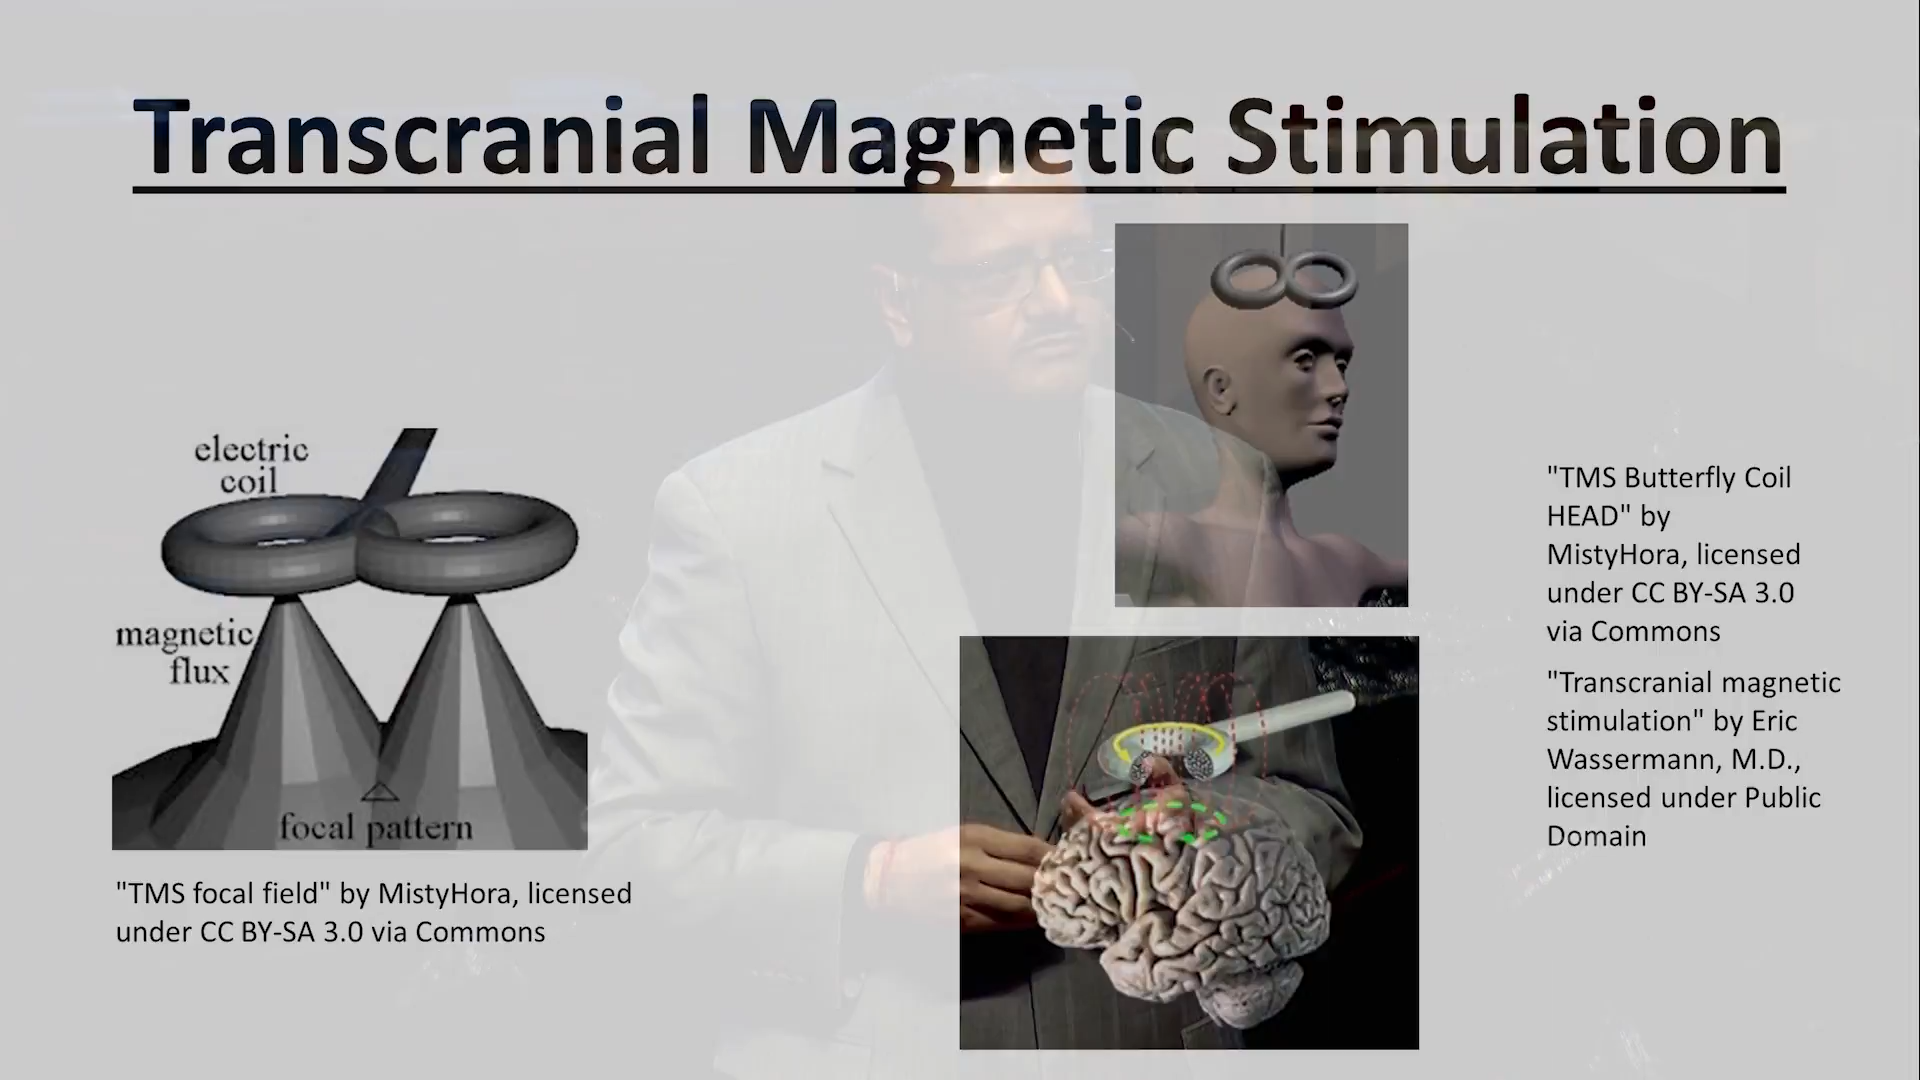 Transcranial Magnetic Stimulation
electric
coil
magnetic
flux
focal pattern
"TMS focal field" by MistyHora, licensed
under CC BY-SA 3.0 via Commons
"TMS Butterfly Coil
HEAD" by
MistyHora, licensed
under CC BY-SA 3.0
via Commons
"Transcranial magnetic
stimulation" by Eric
Wassermann, M.D.,
licensed under Public
Domain